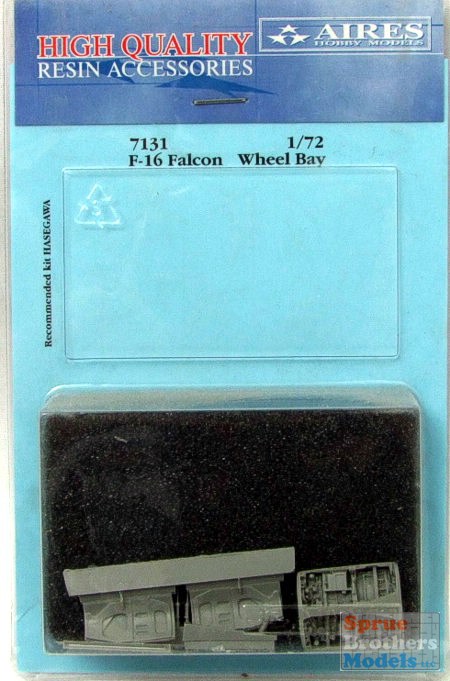 HIGH QUALITY
RESIN ACCESSORIES
AIRES
HOBBY MODELS
7131 1/72
F-16 Falcon Wheel Bay
Recommended kit HASEGAWA
Sprue
Brothers
Models LLC